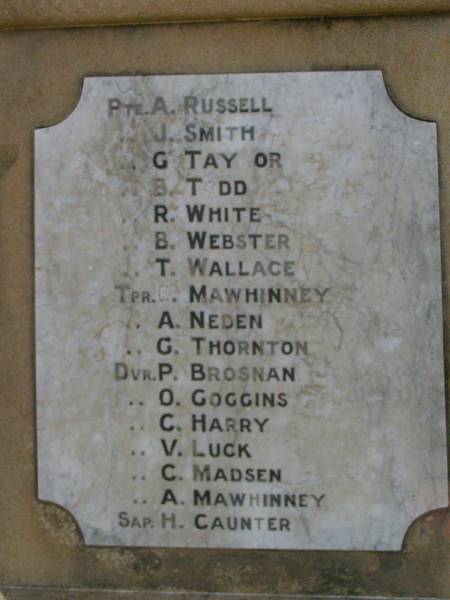 PTE. A. RUSSELL
.. J. SMITH
.. G TAY OR
.. B. T DD
.. R. WHITE
.. B. WEBSTER
.. T. WALLACE
TPR. . MAWHINNEY
.. A. NEDEN
.. G. THORNTON
DVR. P. BROSNAN
.. O. GOGGINS
.. C. HARRY
.. V. LUCK
.. C. MADSEN
.. A. MAWHINNEY
SAP. H. CAUNTER